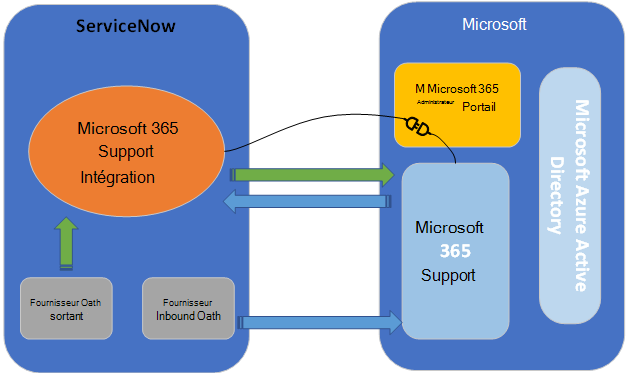 ServiceNow
Microsoft 365
Support
Intégration
Fournisseur Oath
sortant
Fournisseur
Inbound Oath
Microsoft
M Microsoft 365
Administrateur
Portail
Microsoft
365
Support
Microsoft Azure Active
Directory